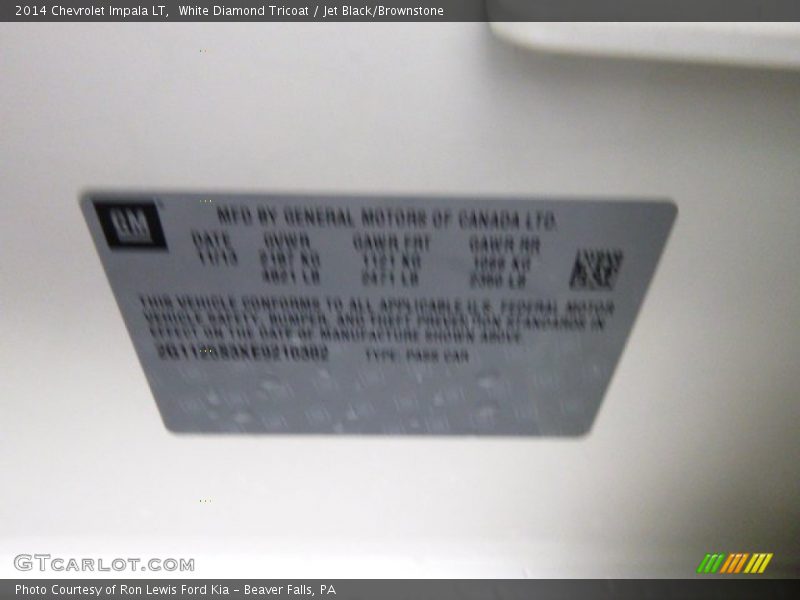 2014 Chevrolet Impala LT,  White Diamond Tricoat / Jet Black/Brownstone
GM
MFD BY GENERAL MOTORS OF CANADA LTD.
DATE GVWR GAWR FRT GAWR RR
11/13 2187 KG 1121 KG KG
4821 LB 2471 LB LB
THIS VEHICLE CONFORMS TO ALL APPLICABLE U.S. FEDERAL MOTOR
VEHICLE SAFETY, BUMPER, AND THEFT PREVENTION STANDARDS IN
EFFECT ON THE DATE OF MANUFACTURE SHOWN ABOVE.
TYPE: PASS CAR
GTCARLOT.COM
Photo Courtesy of Ron Lewis Ford Kia – Beaver Falls, PA